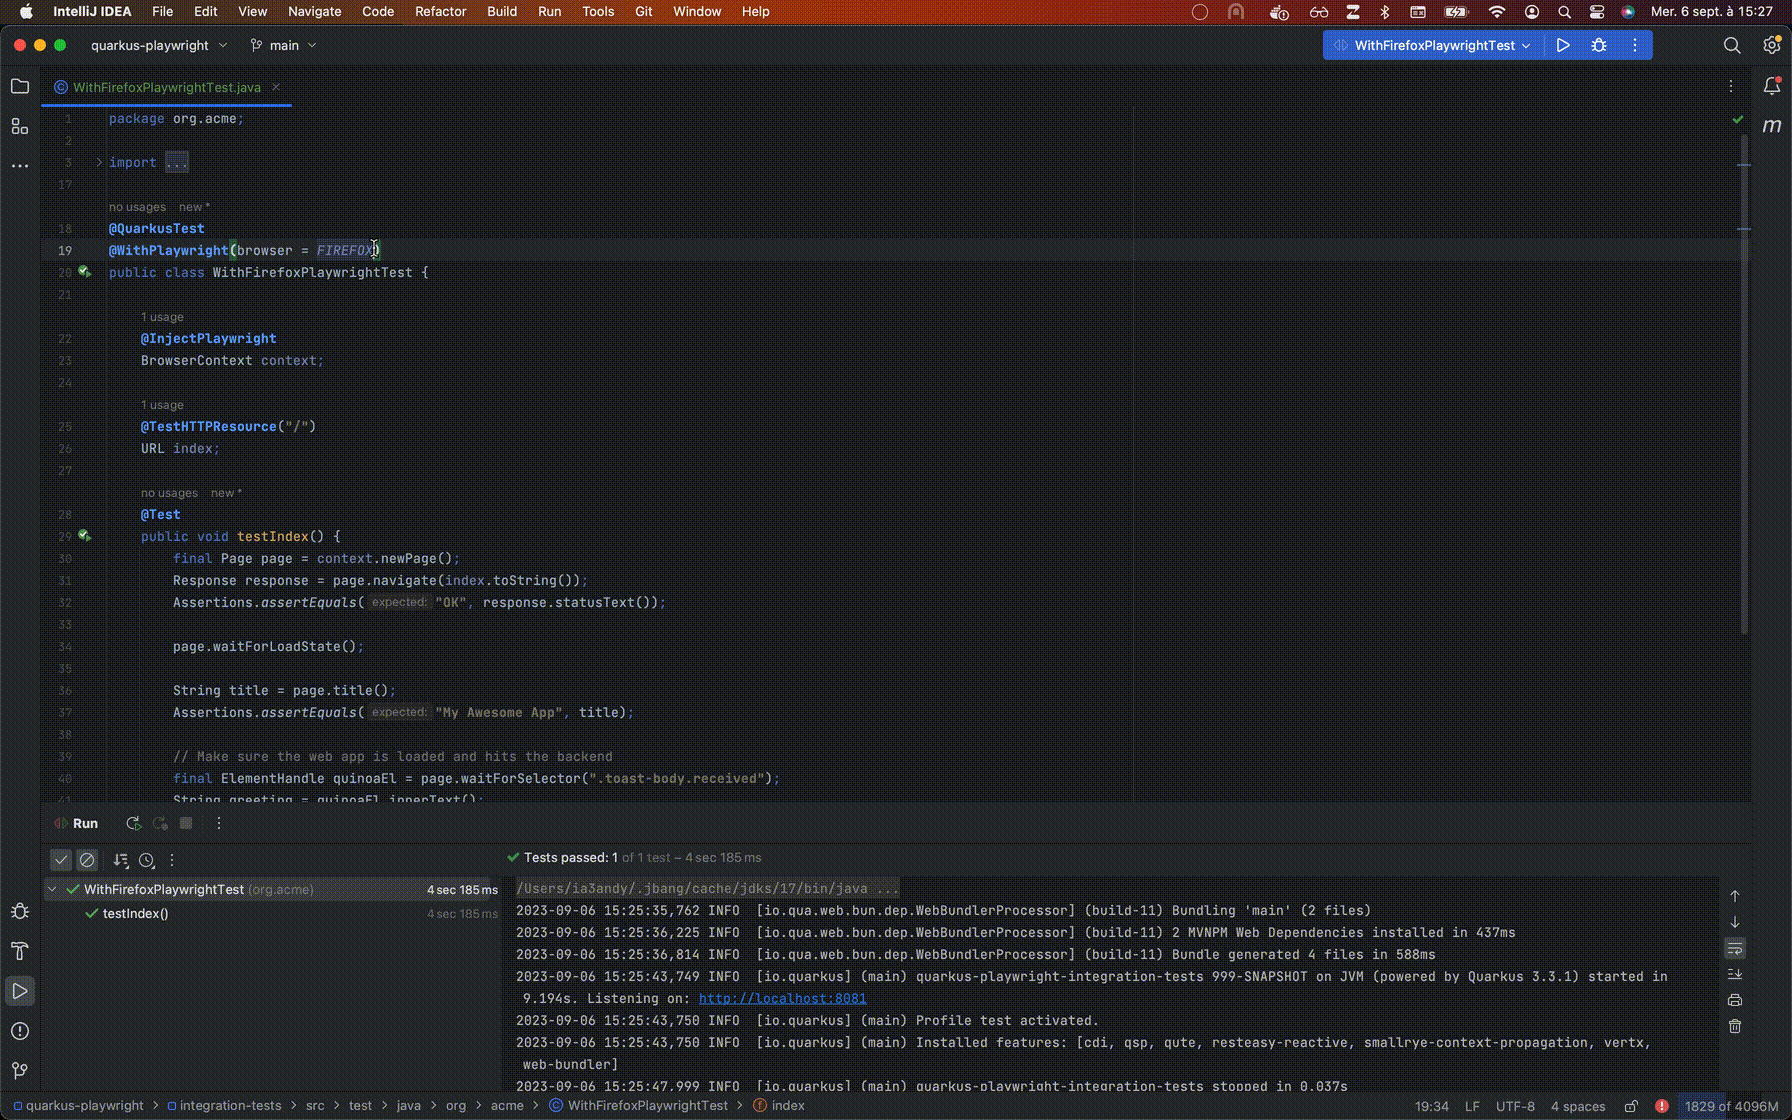 IntelliJ IDEA File Edit View Navigate Code Refactor Build Run Tools Git Window Help Mer. 6 sept. à 15:27
quarkus-playwright main WithFirefoxPlaywrightTest
WithFirefoxPlaywrightTest.java
1 package org.acme;
2
3 import ...
17
no usages new *
18 @QuarkusTest
19 @WithPlaywright(browser = FIREFOX)
20 public class WithFirefoxPlaywrightTest {
21
1 usage
22 @InjectPlaywright
23 BrowserContext context;
24
1 usage
25 @TestHTTPResource("/")
26 URL index;
27
no usages new *
28 @Test
29 public void testIndex() {
30 final Page page = context.newPage();
31 Response response = page.navigate(index.toString());
32 Assertions.assertEquals( expected: "OK", response.statusText());
33
34 page.waitForLoadState();
35
36 String title = page.title();
37 Assertions.assertEquals( expected: "My Awesome App", title);
38
39 // Make sure the web app is loaded and hits the backend
40 final ElementHandle quinoaEl = page.waitForSelector(".toast-body.received");
41 String greeting = quinoaEl.innerText();
Run
Tests passed: 1 of 1 test – 4 sec 185 ms
WithFirefoxPlaywrightTest (org.acme) 4 sec 185 ms
testIndex() 4 sec 185 ms
/Users/ia3andy/.jbang/cache/jdks/17/bin/java ...
2023-09-06 15:25:35,762 INFO [io.qua.web.bun.dep.WebBundlerProcessor] (build-11) Bundling 'main' (2 files)
2023-09-06 15:25:36,225 INFO [io.qua.web.bun.dep.WebBundlerProcessor] (build-11) 2 MVNPM Web Dependencies installed in 437ms
2023-09-06 15:25:36,814 INFO [io.qua.web.bun.dep.WebBundlerProcessor] (build-11) Bundle generated 4 files in 588ms
2023-09-06 15:25:43,749 INFO [io.quarkus] (main) quarkus-playwright-integration-tests 999-SNAPSHOT on JVM (powered by Quarkus 3.3.1) started in
9.194s. Listening on: http://localhost:8081
2023-09-06 15:25:43,750 INFO [io.quarkus] (main) Profile test activated.
2023-09-06 15:25:43,750 INFO [io.quarkus] (main) Installed features: [cdi, qsp, qute, resteasy-reactive, smallrye-context-propagation, vertx,
web-bundler]
2023-09-06 15:25:47,999 INFO [io.quarkus] (main) quarkus-playwright-integration-tests stopped in 0.037s
quarkus-playwright > integration-tests > src > test > java > org > acme > WithFirefoxPlaywrightTest > index 19:34 LF UTF-8 4 spaces 1829 of 4096M